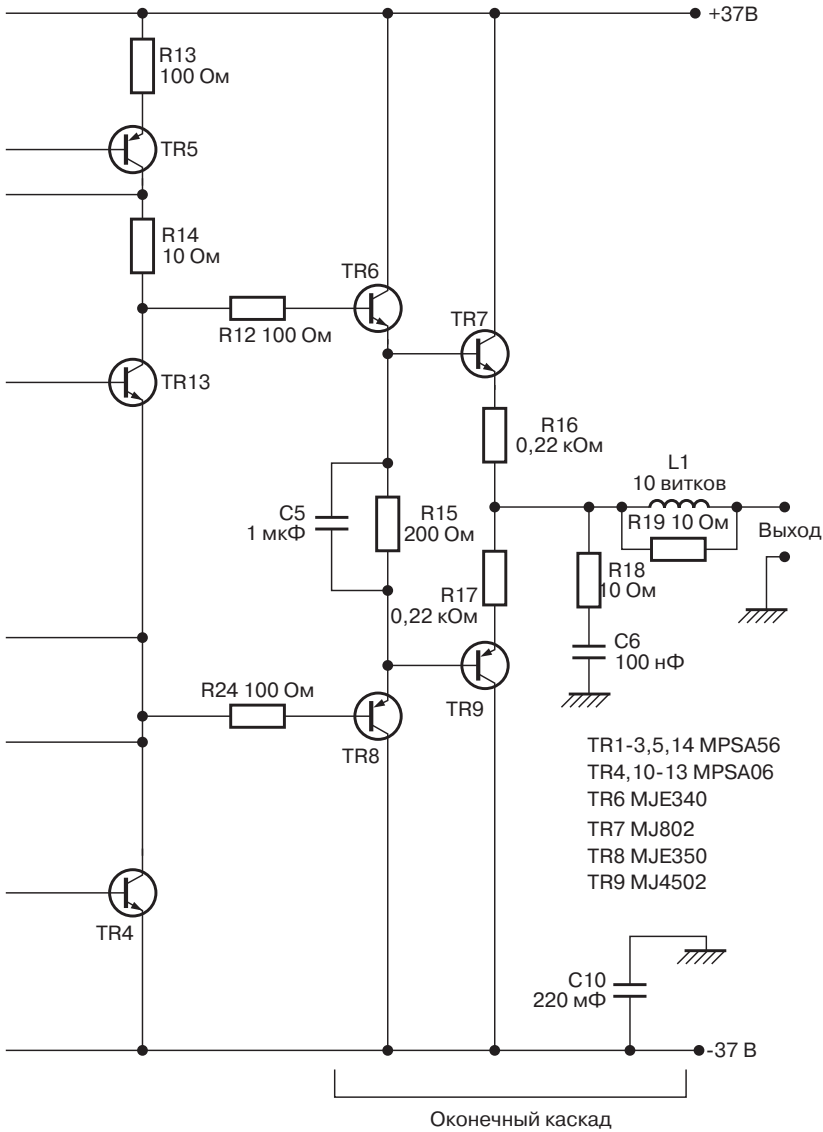 +37В
R13
100 Ом
TR5
R14
10 Ом
TR6
R12 100 Ом
TR7
TR13
R16
0,22 кОм
L1
10 витков
C5
1 мкФ
R15
200 Ом
R19 10 Ом
Выход
R17
0,22 кОм
R18
10 Ом
C6
100 нФ
R24 100 Ом
TR9
TR8
TR1-3,5,14 MPSA56
TR4,10-13 MPSA06
TR6 MJE340
TR7 MJ802
TR8 MJE350
TR9 MJ4502
TR4
C10
220 мФ
-37 В
Оконечный каскад